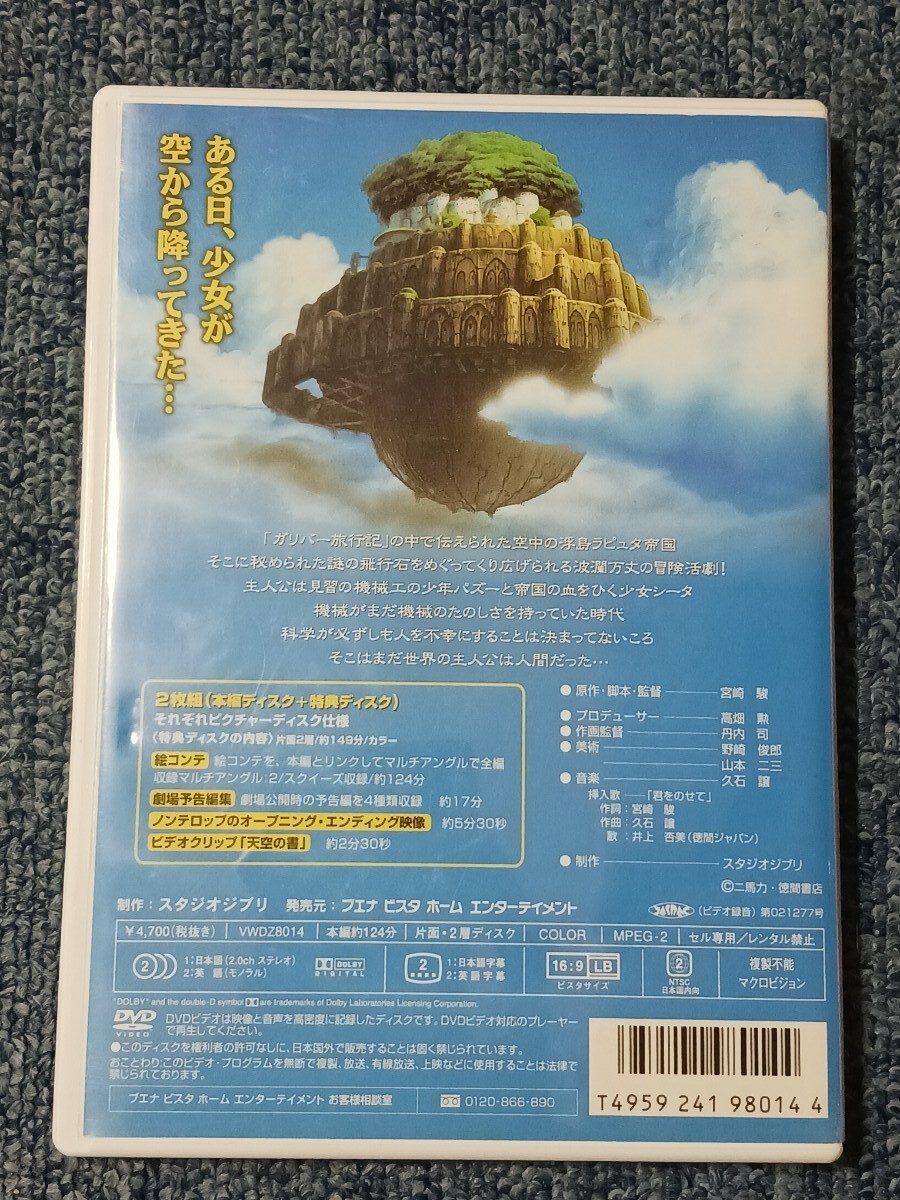 ある日、少女が
空から降ってきた…
「ガリバー旅行記」の中で伝えられた空中の浮島ラピュタ帝国
そこに秘められた謎の飛行石をめぐってくり広げられる波瀾万丈の冒険活劇!
主人公は見習の機械工の少年パズーと帝国の血をひく少女シータ
機械がまだ機械のたのしさを持っていた時代
科学が必ずしも人を不幸にすることは決まってないころ
そこはまだ世界の主人公は人間だった…
2枚組(本編ディスク+特典ディスク)
それぞれピクチャーディスク仕様
〈特典ディスクの内容〉片面2層/約149分/カラー
絵コンテ 絵コンテを、本編とリンクしてマルチアングルで全編
収録マルチアングル:2/スクイーズ収録/約124分
劇場予告編集 劇場公開時の予告編を4種類収録 約17分
ノンテロップのオープニング・エンディング映像 約5分30秒
ビデオクリップ「天空の書」 約2分30秒
●原作・脚本・監督 宮崎 駿
●プロデューサー 高畑 勲
●作画監督 丹内 司
●美術 野崎 俊郎
山本 二三
●音楽 久石 譲
挿入歌「君をのせて」
作詞:宮崎 駿
作曲:久石 譲
歌:井上 杏美(徳間ジャパン)
●制作 スタジオジブリ
©二馬力・徳間書店
制作:スタジオジブリ 発売元:ブエナ ビスタ ホーム エンターテイメント
JASRAC (ビデオ録音) 第021277号
¥4,700(税抜き) VWDZ8014 本編約124分 片面・2層ディスク COLOR MPEG-2 セル専用/レンタル禁止
2 1:日本語(2.0ch ステレオ)
2:英 語(モノラル)
DOLBY DIGITAL
2 1:日本語字幕
2:英語字幕
16:9 LB
ビスタサイズ
2
NTSC
日本国内向
複製不能
マクロビジョン
"DOLBY" and the double-D symbol are trademarks of Dolby Laboratories Licensing Corporation.
DVD VIDEO
DVDビデオは映像と音声を高密度に記録したディスクです。DVDビデオ対応のプレーヤー
で再生してください。
●このディスクを権利者の許可なしに、日本国外で販売することは固く禁じられています。
おことわり:このビデオ・プログラムを無断で複製、放送、有線放送、上映などに使用することは法律で
禁じられております。
ブエナ ビスタ ホーム エンターテイメント お客様相談室 0120-866-890
T4959 241 98014 4